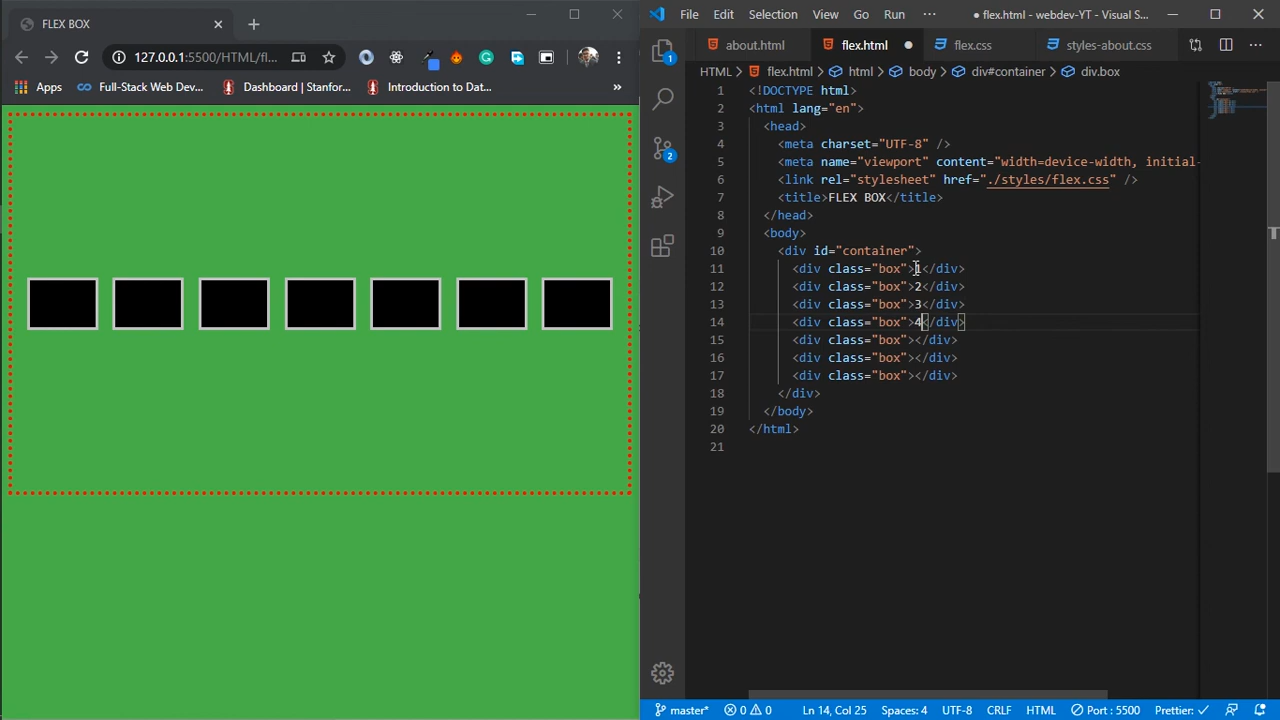 FLEX BOX
127.0.0.1:5500/HTML/fl...
Apps
Full-Stack Web Dev...
Dashboard | Stanfor...
Introduction to Dat...
»
File Edit Selection View Go Run ··· ● flex.html - webdev-YT - Visual S...
about.html
flex.html ●
flex.css
styles-about.css
HTML > flex.html > html > body > div#container > div.box
1 <!DOCTYPE html>
2 <html lang="en">
3 <head>
4 <meta charset="UTF-8" />
5 <meta name="viewport" content="width=device-width, initial-
6 <link rel="stylesheet" href="./styles/flex.css" />
7 <title>FLEX BOX</title>
8 </head>
9 <body>
10 <div id="container">
11 <div class="box">1</div>
12 <div class="box">2</div>
13 <div class="box">3</div>
14 <div class="box">4</div>
15 <div class="box"></div>
16 <div class="box"></div>
17 <div class="box"></div>
18 </div>
19 </body>
20 </html>
21
1
2
master* 0 0 Ln 14, Col 25 Spaces: 4 UTF-8 CRLF HTML Port : 5500 Prettier: ✓